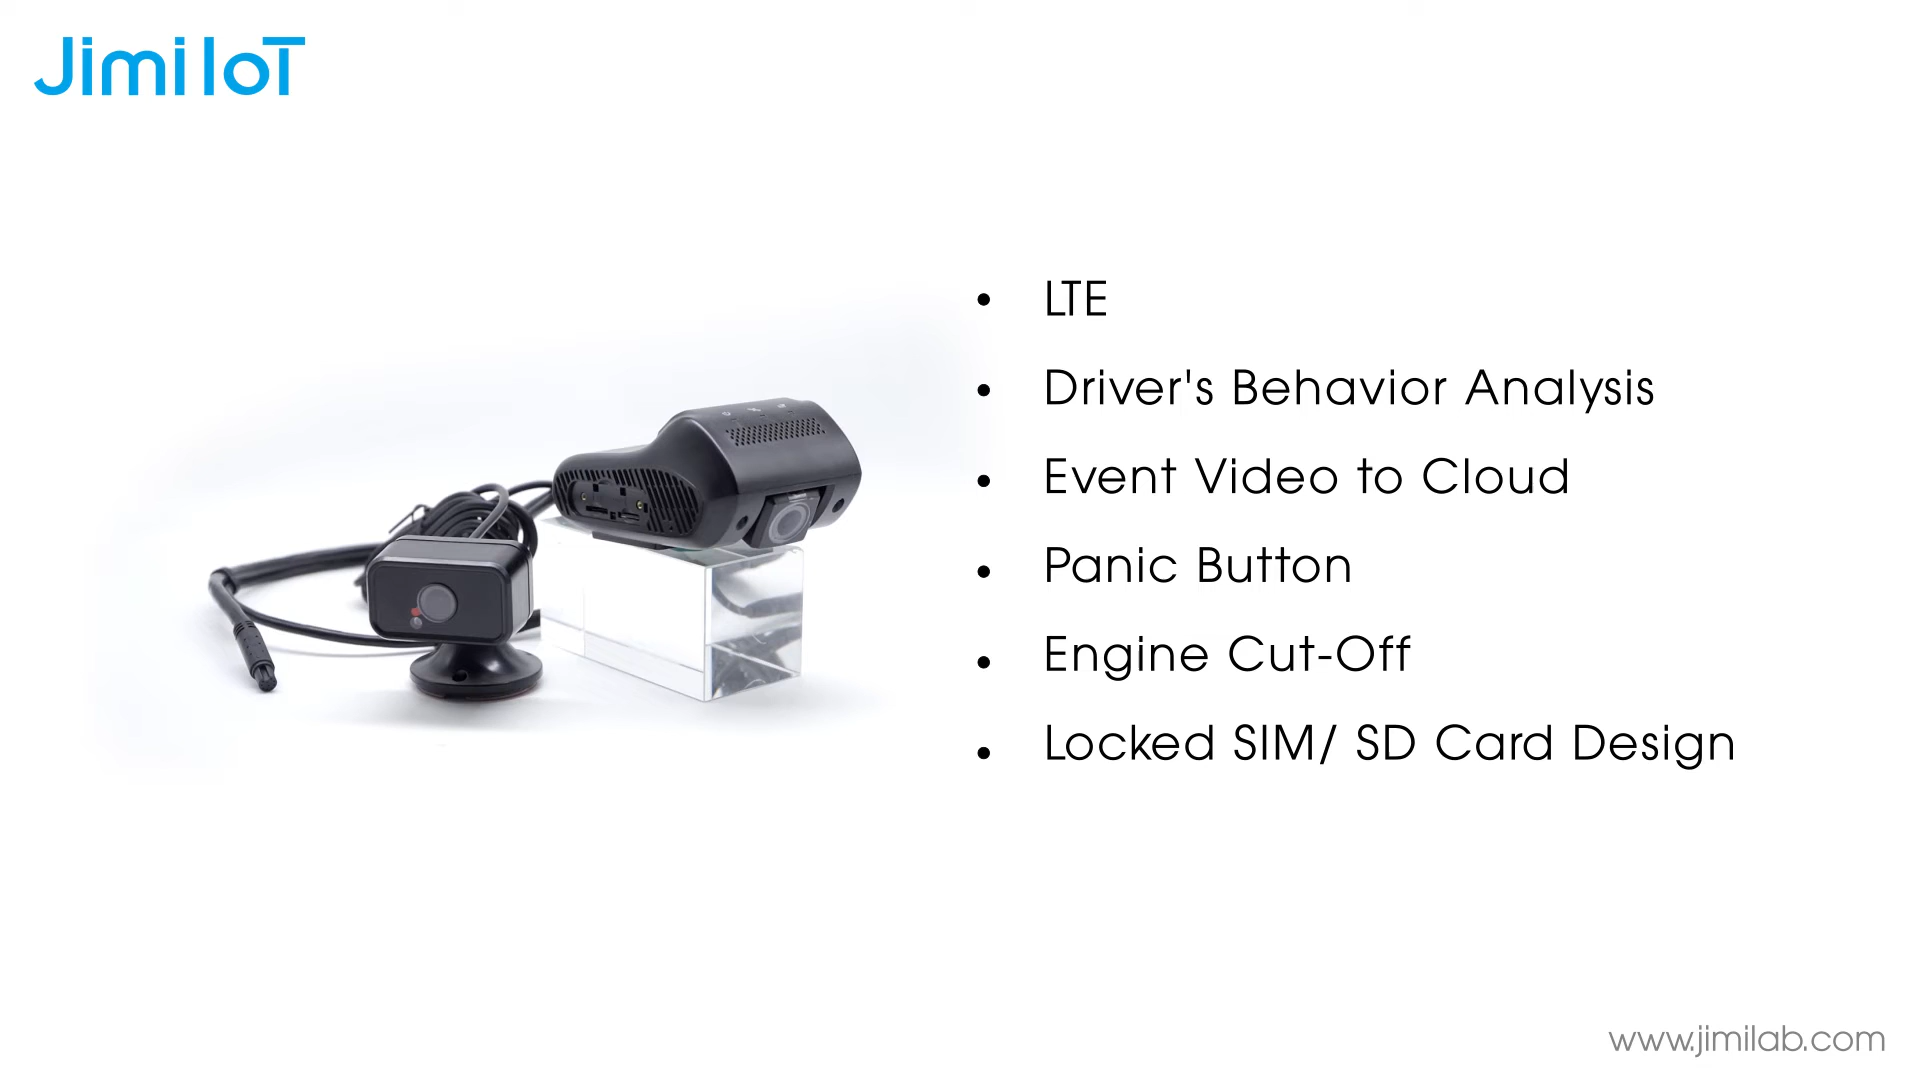 Jimi IoT
• LTE
• Driver's Behavior Analysis
• Event Video to Cloud
• Panic Button
• Engine Cut-Off
• Locked SIM/ SD Card Design
www.jimilab.com